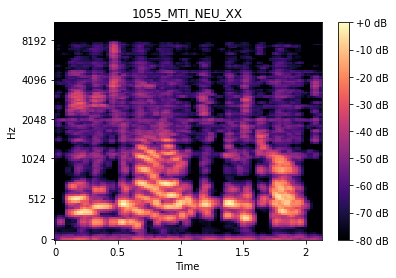 1055_MTI_NEU_XX
+0 dB
8192
-10 dB
4096
-20 dB
-30 dB
2048
Hz
-40 dB
1024
-50 dB
512
-60 dB
-70 dB
0
-80 dB
0
0.5
1
1.5
2
Time